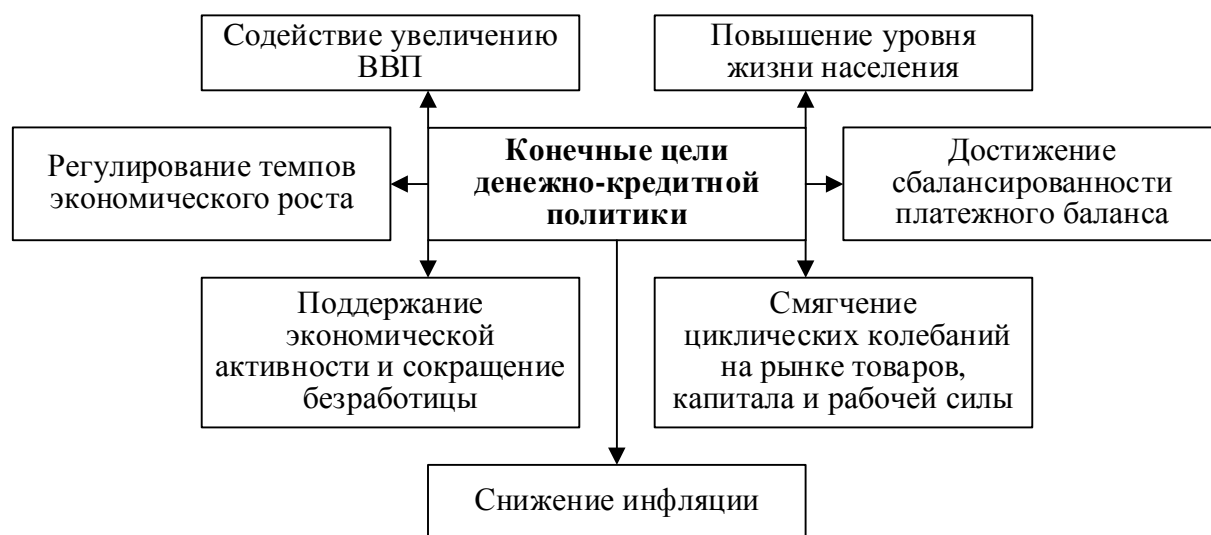 Содействие увеличению
ВВП
Повышение уровня
жизни населения
Регулирование темпов
экономического роста
Конечные цели
денежно-кредитной
политики
Достижение
сбалансированности
платежного баланса
Поддержание
экономической
активности и сокращение
безработицы
Смягчение
циклических колебаний
на рынке товаров,
капитала и рабочей силы
Снижение инфляции